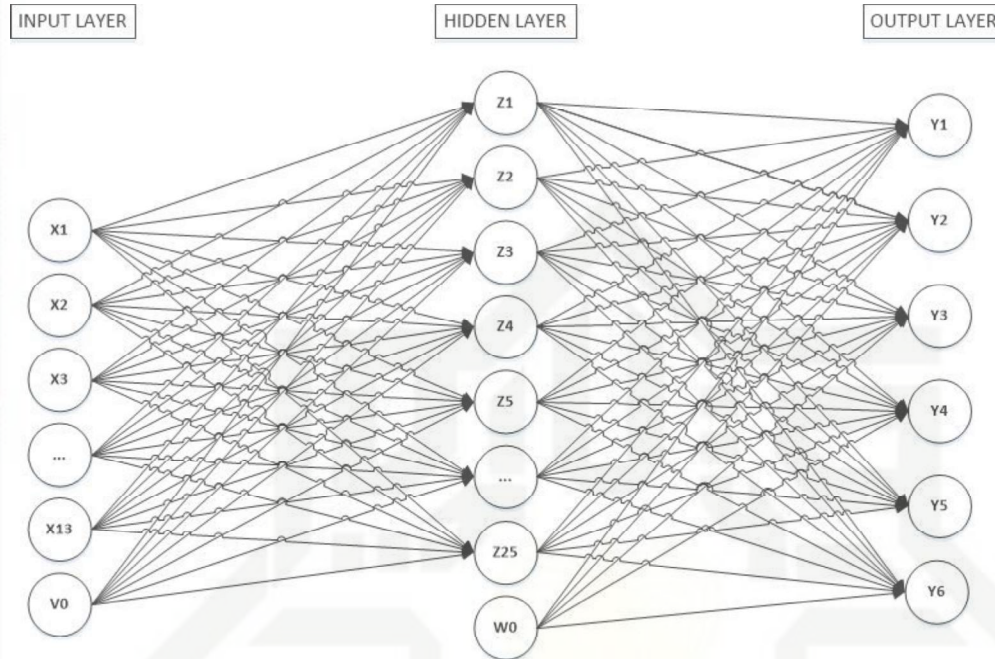 INPUT LAYER
HIDDEN LAYER
OUTPUT LAYER
X1
X2
X3
...
X13
V0
Z1
Z2
Z3
Z4
Z5
...
Z25
W0
Y1
Y2
Y3
Y4
Y5
Y6